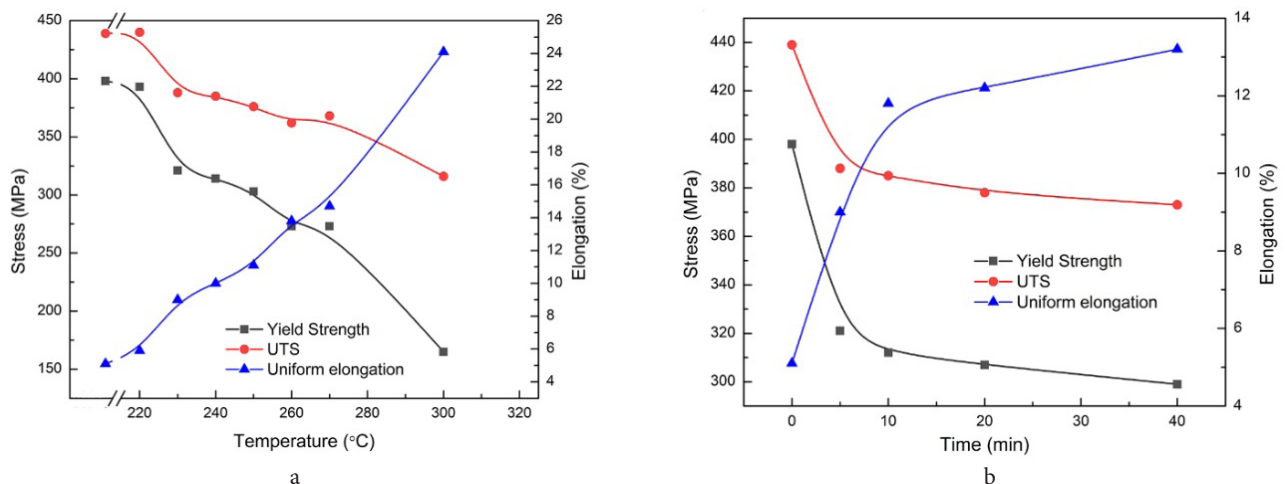 450
400
350
300
250
200
150
Stress (MPa)
26
24
22
20
18
16
14
12
10
8
6
4
Elongation (%)
Yield Strength
UTS
Uniform elongation
220 240 260 280 300 320
Temperature (°C)
a
440
420
400
380
360
340
320
300
Stress (MPa)
14
12
10
8
6
4
Elongation (%)
Yield Strength
UTS
Uniform elongation
0 10 20 30 40
Time (min)
b